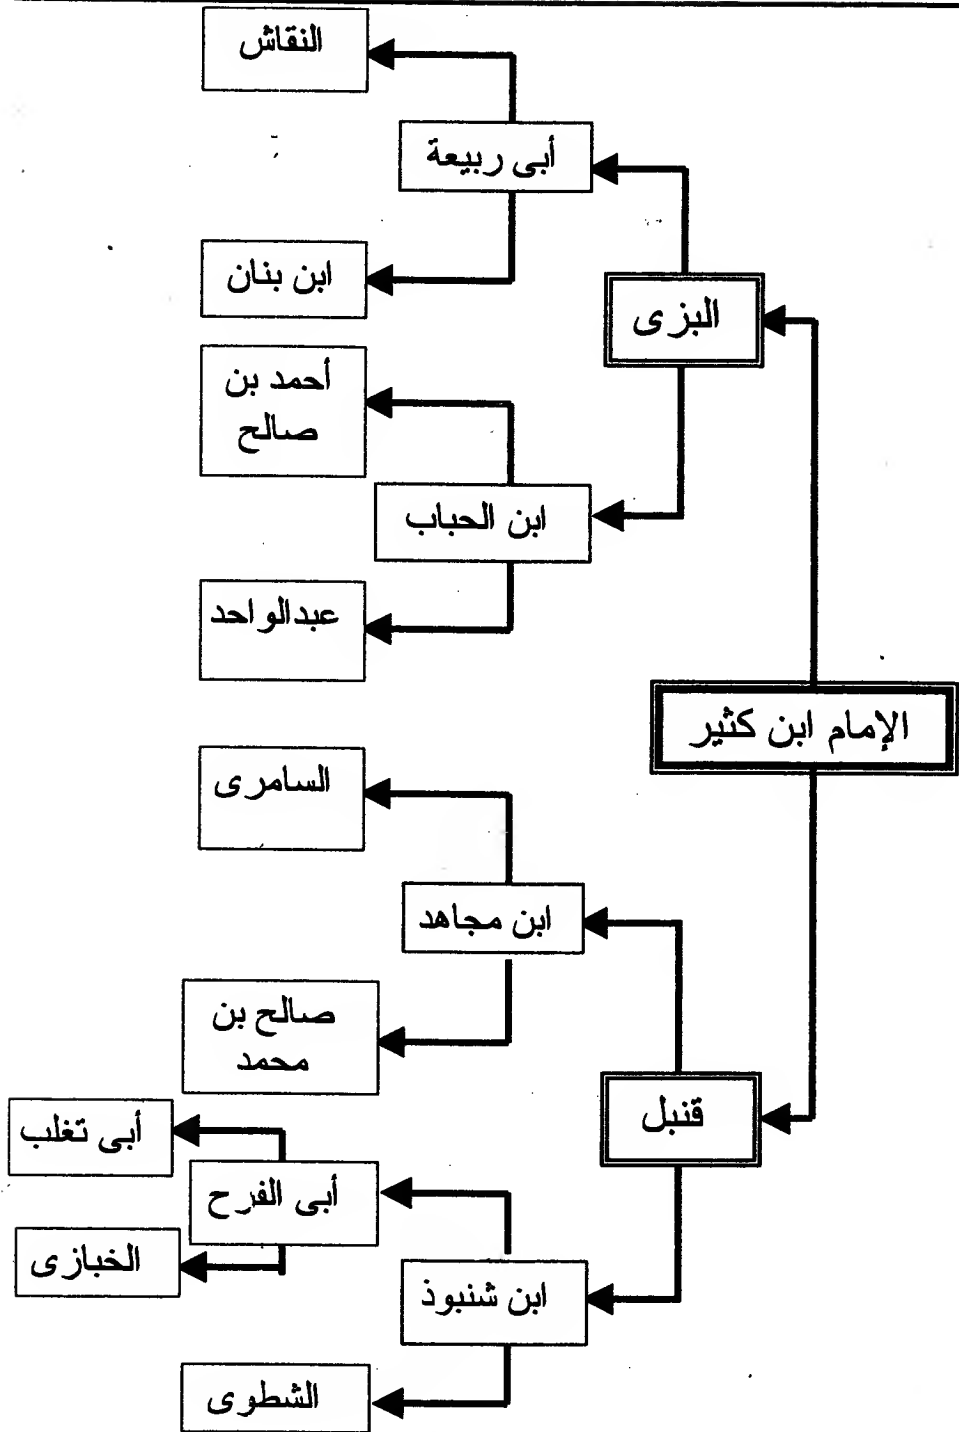 النقاش
أبى ربيعة
ابن بنان
البزى
أحمد بن
صالح
ابن الحباب
عبدالواحد
الإمام ابن كثير
السامرى
ابن مجاهد
صالح بن
محمد
قنبل
أبى تغلب
أبى الفرح
الخبازى
ابن شنبوذ
الشطوى